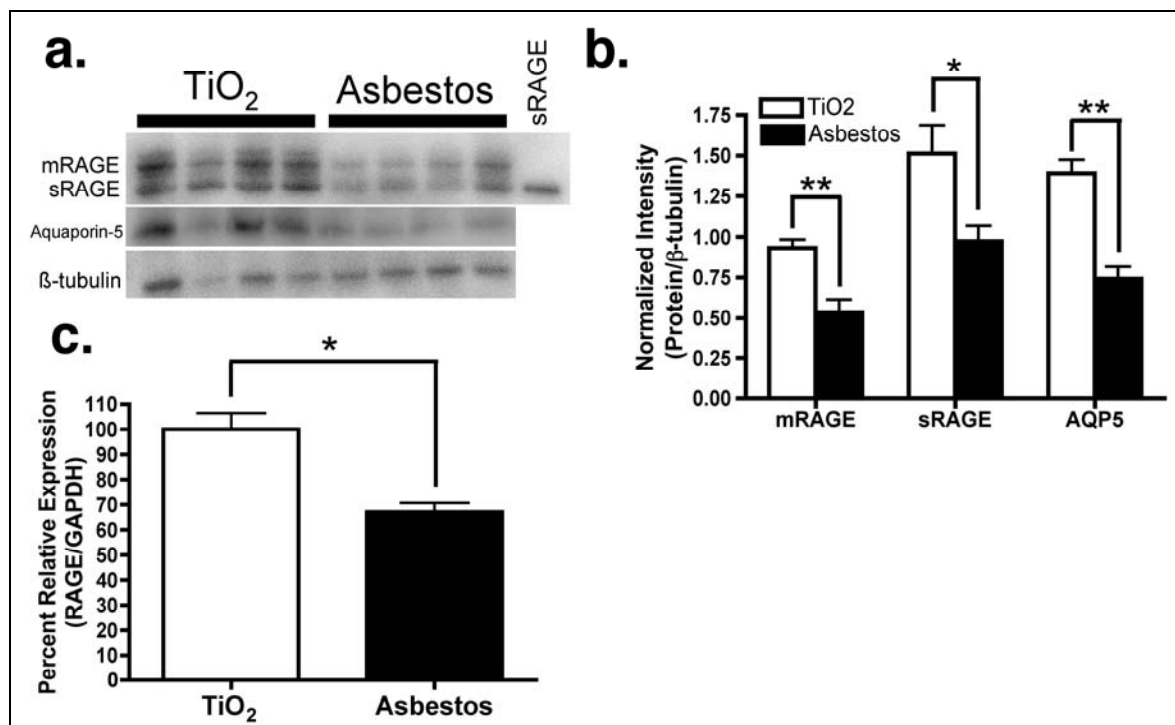 a.
TiO2
Asbestos
sRAGE
mRAGE
sRAGE
Aquaporin-5
ß-tubulin
b.
TiO2
Asbestos
Normalized Intensity
(Protein/β-tubulin)
1.75
1.50
1.25
1.00
0.75
0.50
0.25
0.00
**
*
**
mRAGE
sRAGE
AQP5
c.
*
Percent Relative Expression
(RAGE/GAPDH)
110
100
90
80
70
60
50
40
30
20
10
0
TiO2
Asbestos